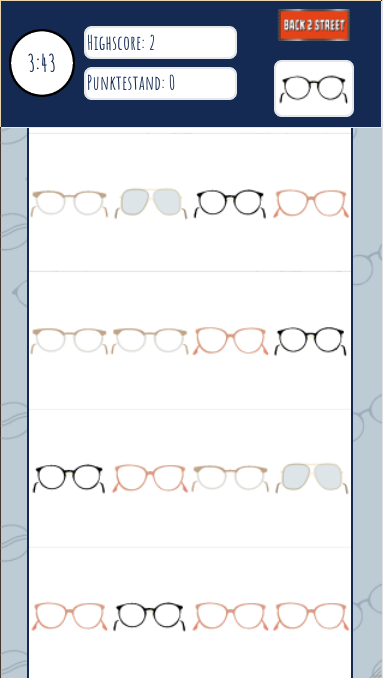 BACK 2 STREET
3:43
Highscore: 2
Punktestand: 0